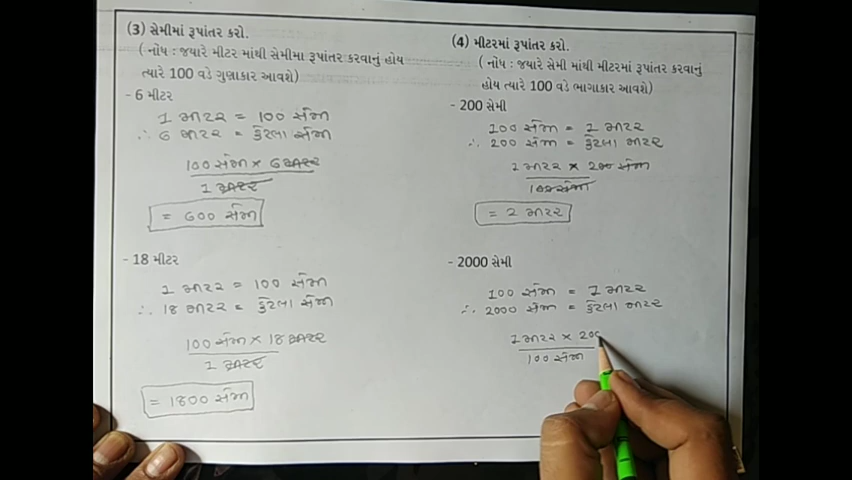 (3) સેમીમાં રૂપાંતર કરો.
( નોંધ : જયારે મીટર માંથી સેમીમા રૂપાંતર કરવાનું હોય
ત્યારે 100 વડે ગુણાકાર આવશે)
- 6 મીટર
1 મીટર = 100 સેમી
∴ 6 મીટર = કેટલા સેમી
100 સેમી × 6 મીટર
1 મીટર
= 600 સેમી
- 18 મીટર
1 મીટર = 100 સેમી
∴ 18 મીટર = કેટલા સેમી
100 સેમી × 18 મીટર
1 મીટર
= 1800 સેમી
(4) મીટરમાં રૂપાંતર કરો.
( નોંધ : જયારે સેમી માંથી મીટરમાં રૂપાંતર કરવાનું
હોય ત્યારે 100 વડે ભાગાકાર આવશે)
- 200 સેમી
100 સેમી = 1 મીટર
∴ 200 સેમી = કેટલા મીટર
1 મીટર × 200 સેમી
100 સેમી
= 2 મીટર
- 2000 સેમી
100 સેમી = 1 મીટર
∴ 2000 સેમી = કેટલા મીટર
1 મીટર × 200
100 સેમી